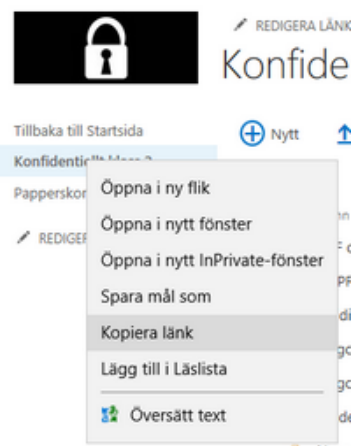 REDIGERA LÄNK
Konfide
Tillbaka till Startsida
Nytt
Papperskor
REDIGER
Öppna i ny flik
Öppna i nytt fönster
Öppna i nytt InPrivate-fönster
Spara mål som
Kopiera länk
Lägg till i Läslista
Översätt text